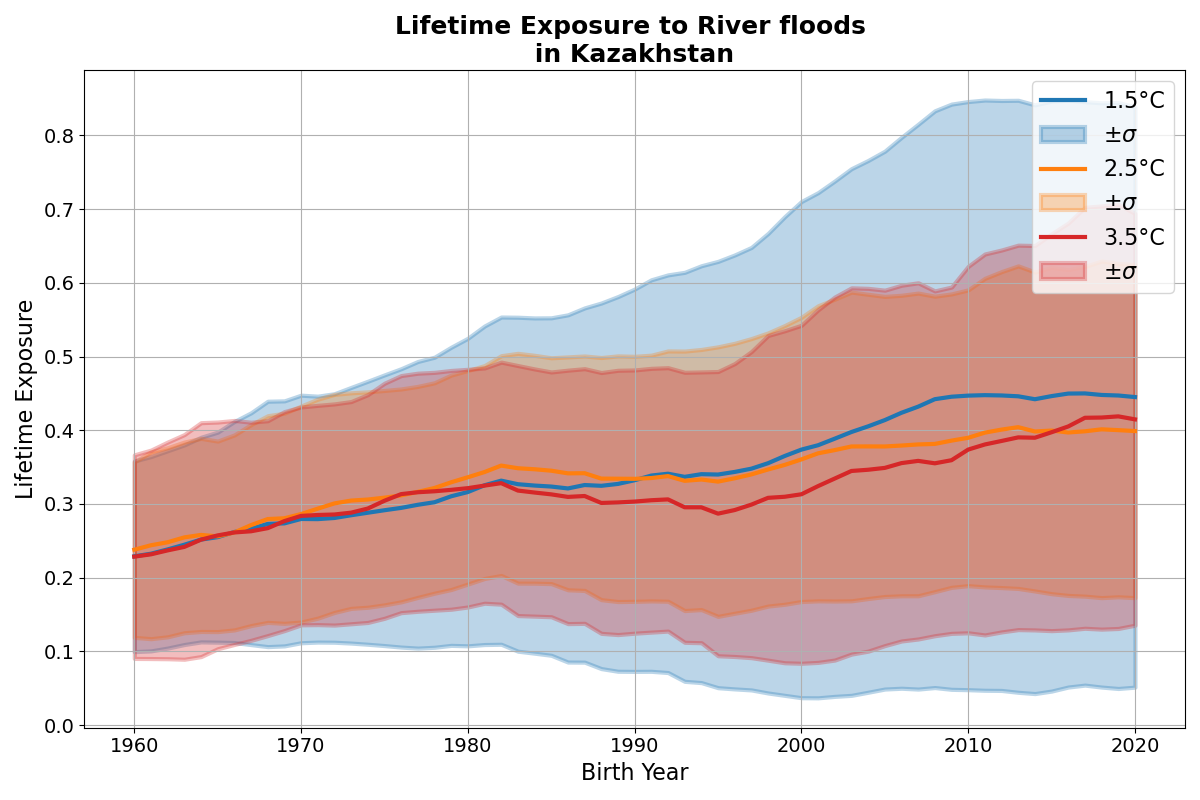 Lifetime Exposure to River floods
in Kazakhstan
Lifetime Exposure
0.8
0.7
0.6
0.5
0.4
0.3
0.2
0.1
0.0
1960
1970
1980
1990
2000
2010
2020
Birth Year
1.5°C
±σ
2.5°C
±σ
3.5°C
±σ